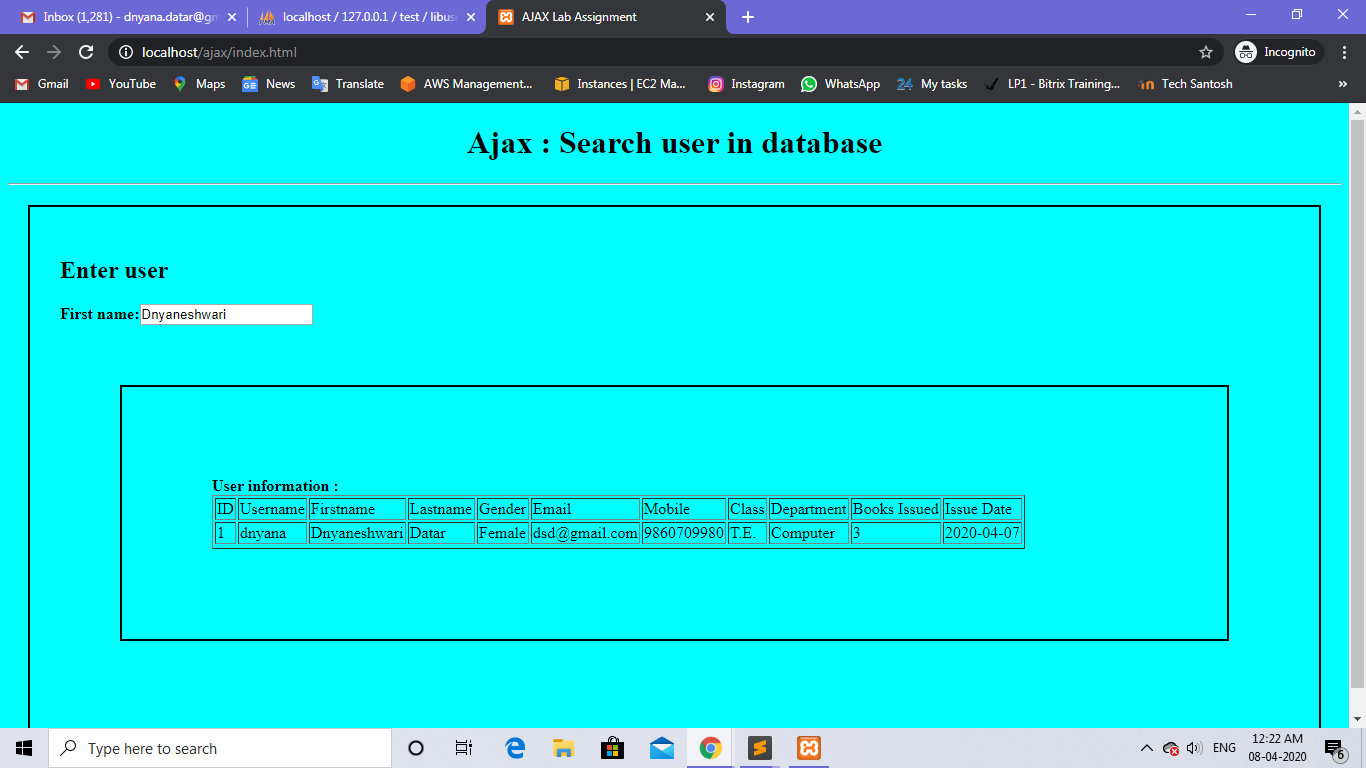 Inbox (1,281) - dnyana.datar@gm
localhost / 127.0.0.1 / test / libus
AJAX Lab Assignment
localhost/ajax/index.html
Incognito
Gmail YouTube Maps News Translate AWS Management... Instances | EC2 Ma... Instagram WhatsApp 24 My tasks LP1 - Bitrix Training... Tech Santosh »
Ajax : Search user in database
Enter user
First name: Dnyaneshwari
User information :
ID Username Firstname Lastname Gender Email Mobile Class Department Books Issued Issue Date
1 dnyana Dnyaneshwari Datar Female dsd@gmail.com 9860709980 T.E. Computer 3 2020-04-07
Type here to search
ENG
12:22 AM
08-04-2020
6